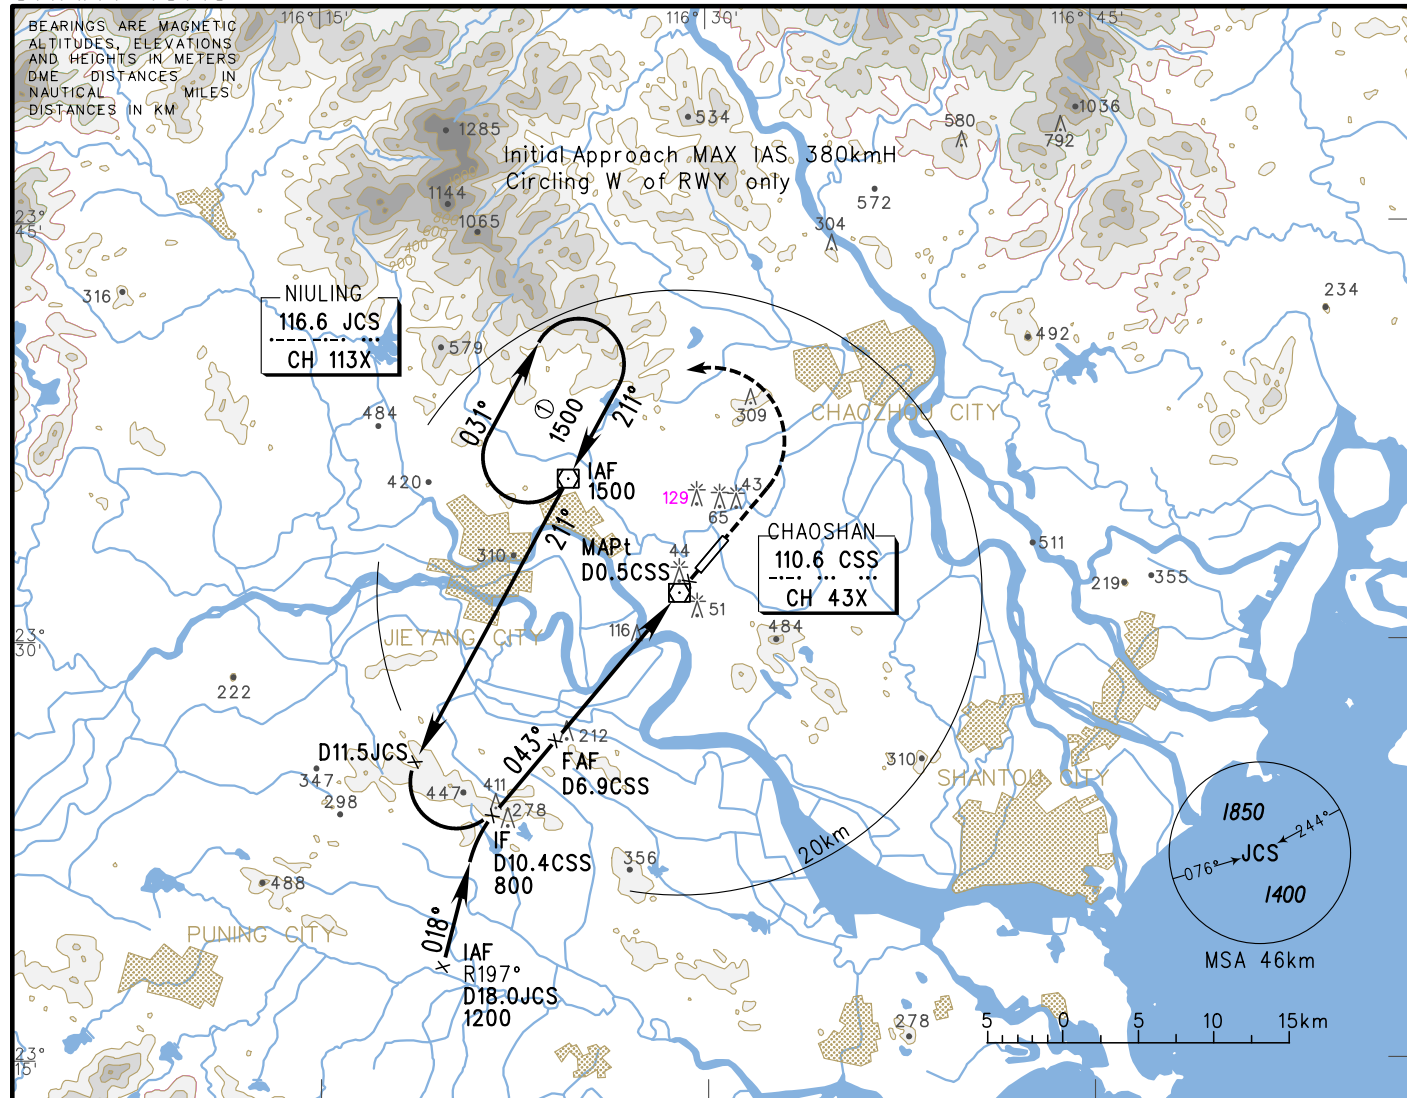 116°15'
116°30'
116°45'
BEARINGS ARE MAGNETIC
ALTITUDES, ELEVATIONS
AND HEIGHTS IN METERS
DME DISTANCES IN
NAUTICAL MILES
DISTANCES IN KM
1285
534
580
1036
792
Initial Approach MAX IAS 380kmH
Circling W of RWY only
1144
1065
600
400
200
572
304
23°
45'
316
NIULING
116.6 JCS
CH 113X
234
492
579
031°
1
1500
211°
309
CHAOZHOU CITY
484
420
IAF
1500
129
65
43
310
211°
MAPt
D0.5CSS
44
CHAOSHAN
110.6 CSS
CH 43X
511
219
355
51
23°
30'
JIEYANG CITY
116
484
222
D11.5JCS
043°
212
FAF
D6.9CSS
310
SHANTOU CITY
347
298
447
411
278
IF
D10.4CSS
800
20km
356
488
1850
244°
076°
JCS
1400
MSA 46km
PUNING CITY
018°
IAF
R197°
D18.0JCS
1200
278
5 0 5 10 15km
23°
15'